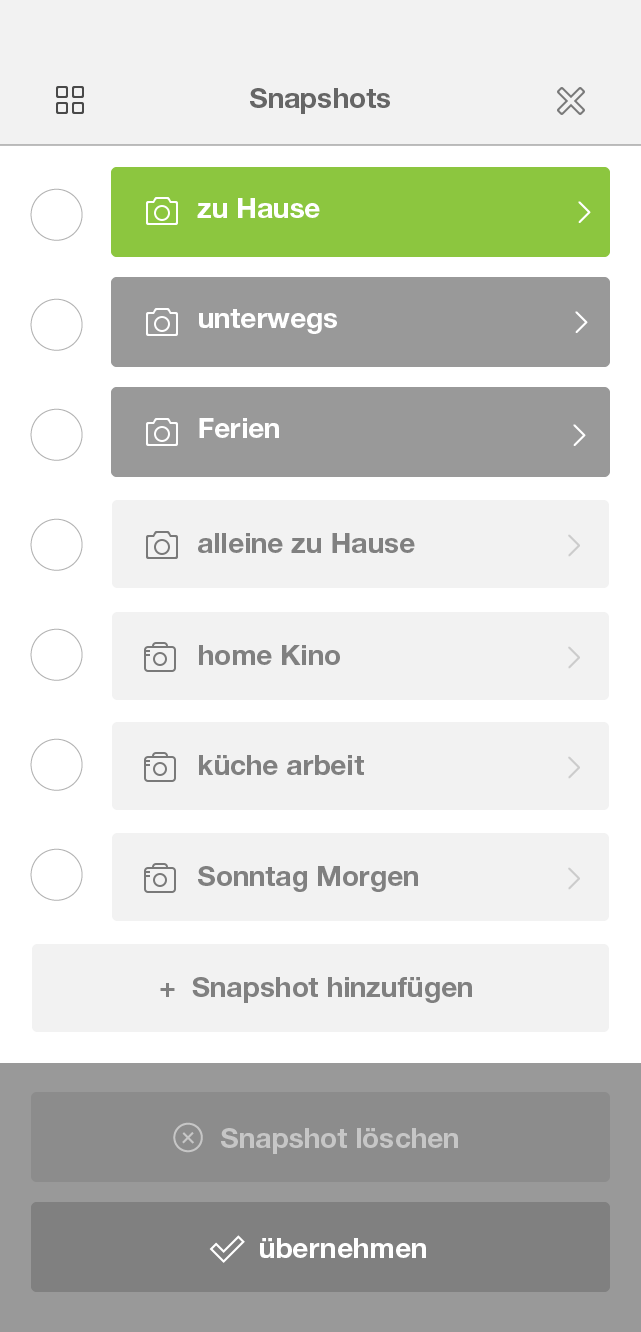 Snapshots
zu Hause
unterwegs
Ferien
alleine zu Hause
home Kino
küche arbeit
Sonntag Morgen
+ Snapshot hinzufügen
Snapshot löschen
übernehmen